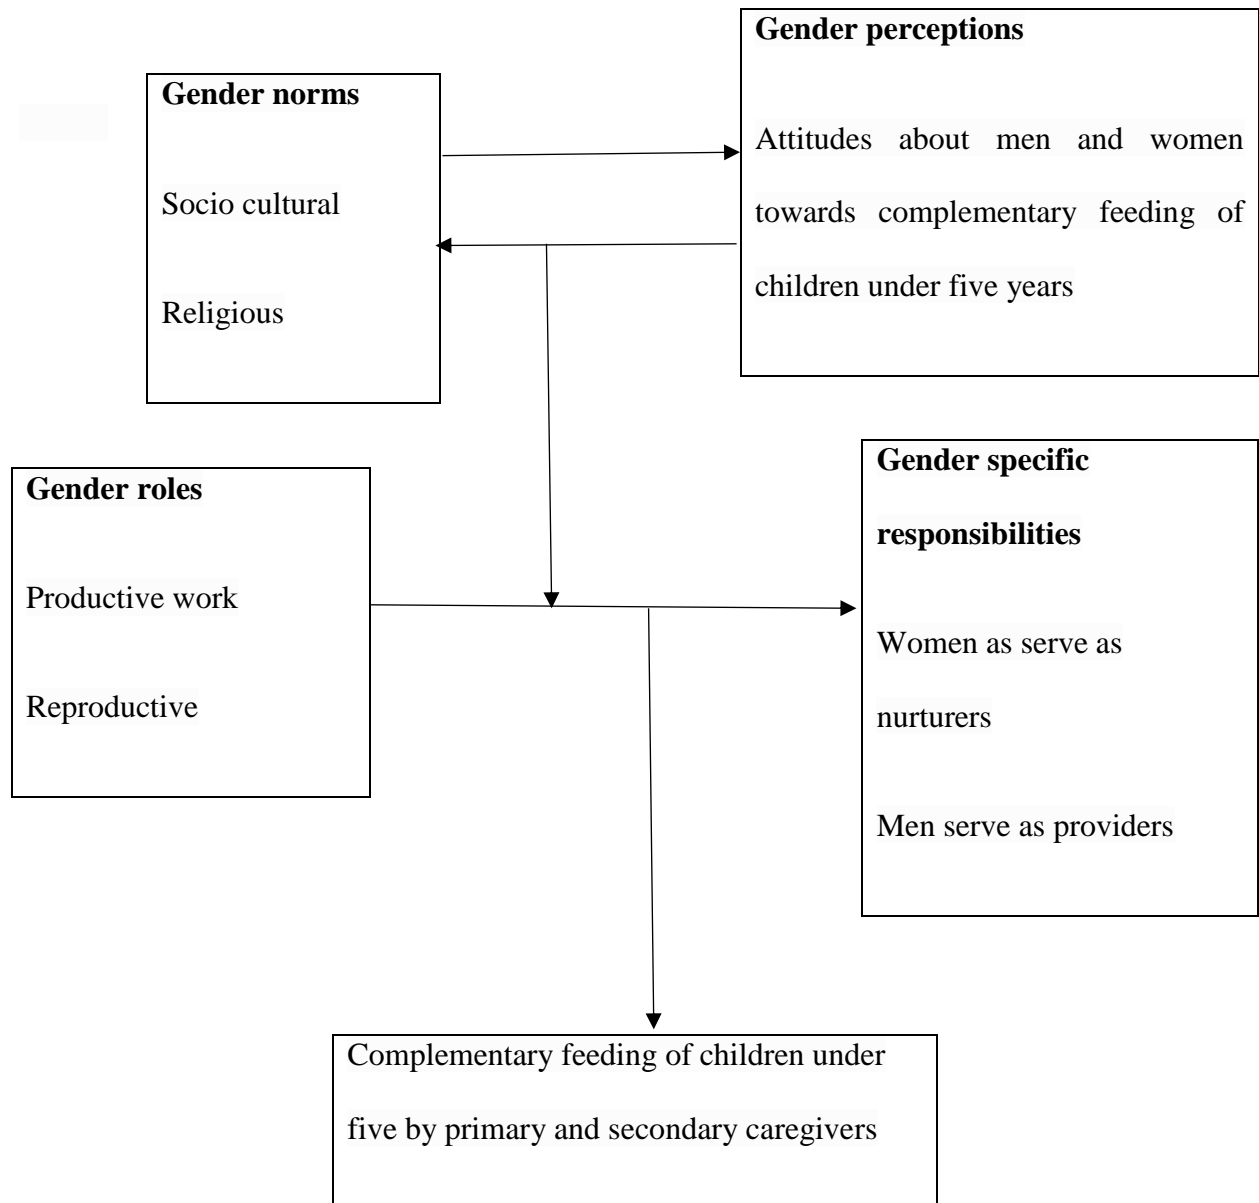 Gender norms
Socio cultural
Religious
Gender perceptions
Attitudes about men and women
towards complementary feeding of
children under five years
Gender roles
Productive work
Reproductive
Gender specific
responsibilities
Women as serve as
nurturers
Men serve as providers
Complementary feeding of children under
five by primary and secondary caregivers